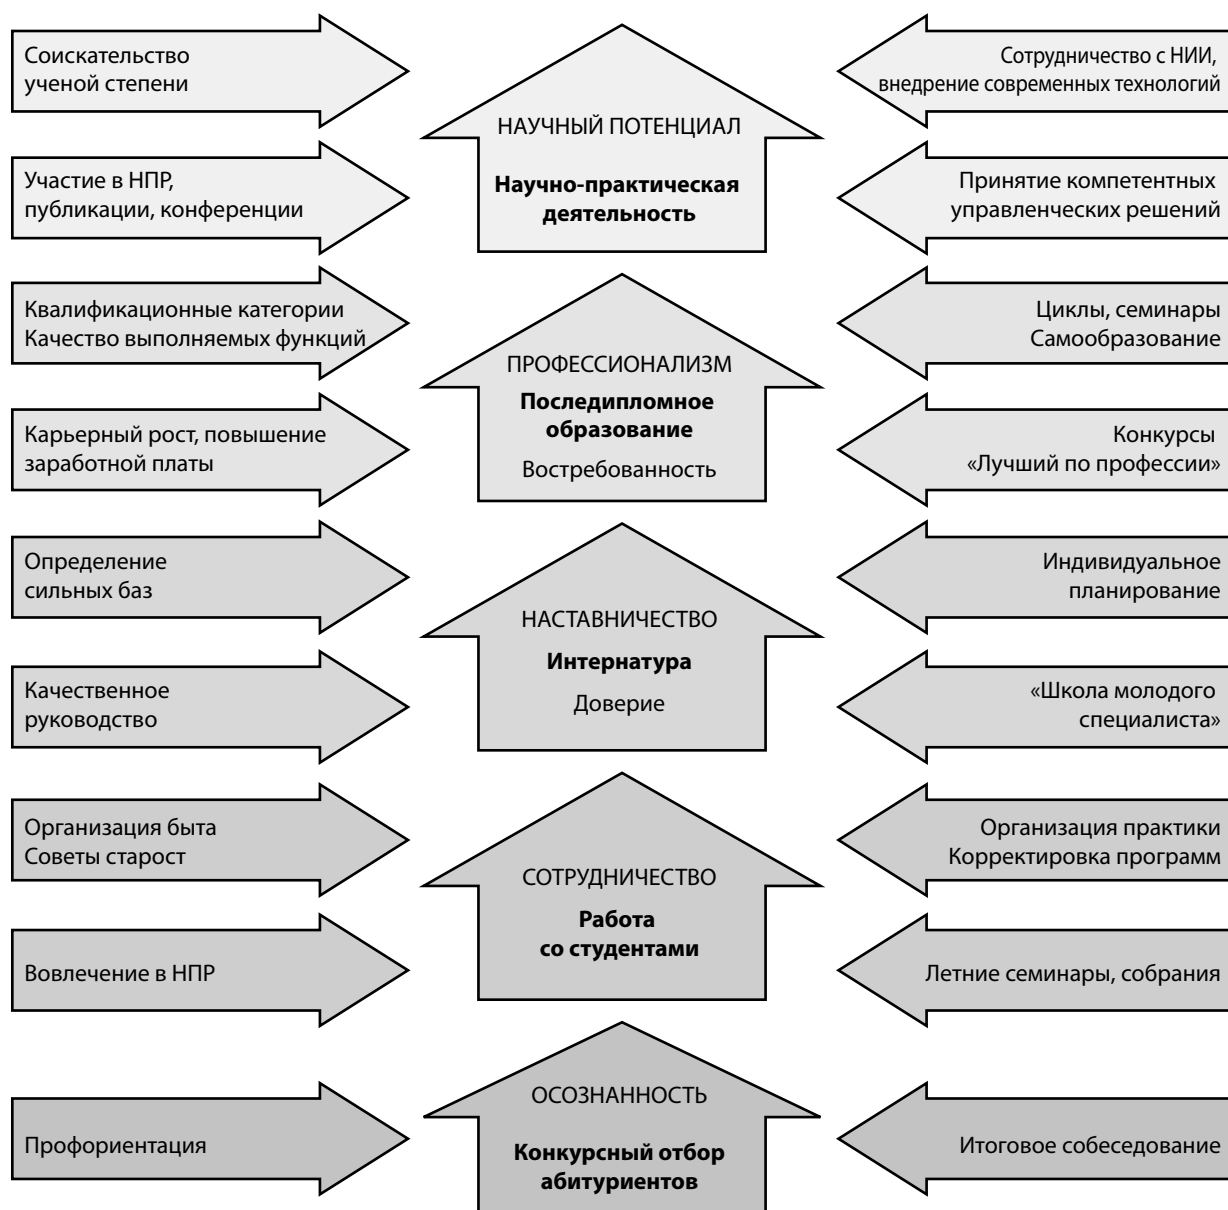 Соискательство
ученой степени
НАУЧНЫЙ ПОТЕНЦИАЛ
Научно-практическая
деятельность
Сотрудничество с НИИ,
внедрение современных технологий
Участие в НПР,
публикации, конференции
Принятие компетентных
управленческих решений
Квалификационные категории
Качество выполняемых функций
ПРОФЕССИОНАЛИЗМ
Последипломное
образование
Востребованность
Циклы, семинары
Самообразование
Карьерный рост, повышение
заработной платы
Конкурсы
«Лучший по профессии»
Определение
сильных баз
НАСТАВНИЧЕСТВО
Интернатура
Доверие
Индивидуальное
планирование
Качественное
руководство
«Школа молодого
специалиста»
Организация быта
Советы старост
СОТРУДНИЧЕСТВО
Работа
со студентами
Организация практики
Корректировка программ
Вовлечение в НПР
Летние семинары, собрания
ОСОЗНАННОСТЬ
Конкурсный отбор
абитуриентов
Профориентация
Итоговое собеседование